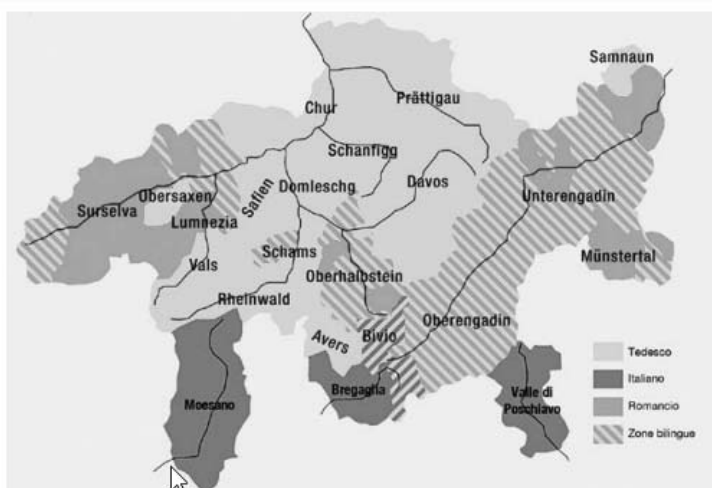 Samnaun
Chur
Prättigau
Schanfigg
Obersaxen
Safien
Domleschg
Davos
Unterengadin
Surselva
Lumnezia
Schams
Münstertal
Vals
Oberhalbstein
Rheinwald
Avers
Bivio
Oberengadin
Moesano
Bregaglia
Valle di
Poschiavo
Tedesco
Italiano
Romancio
Zone bilingue